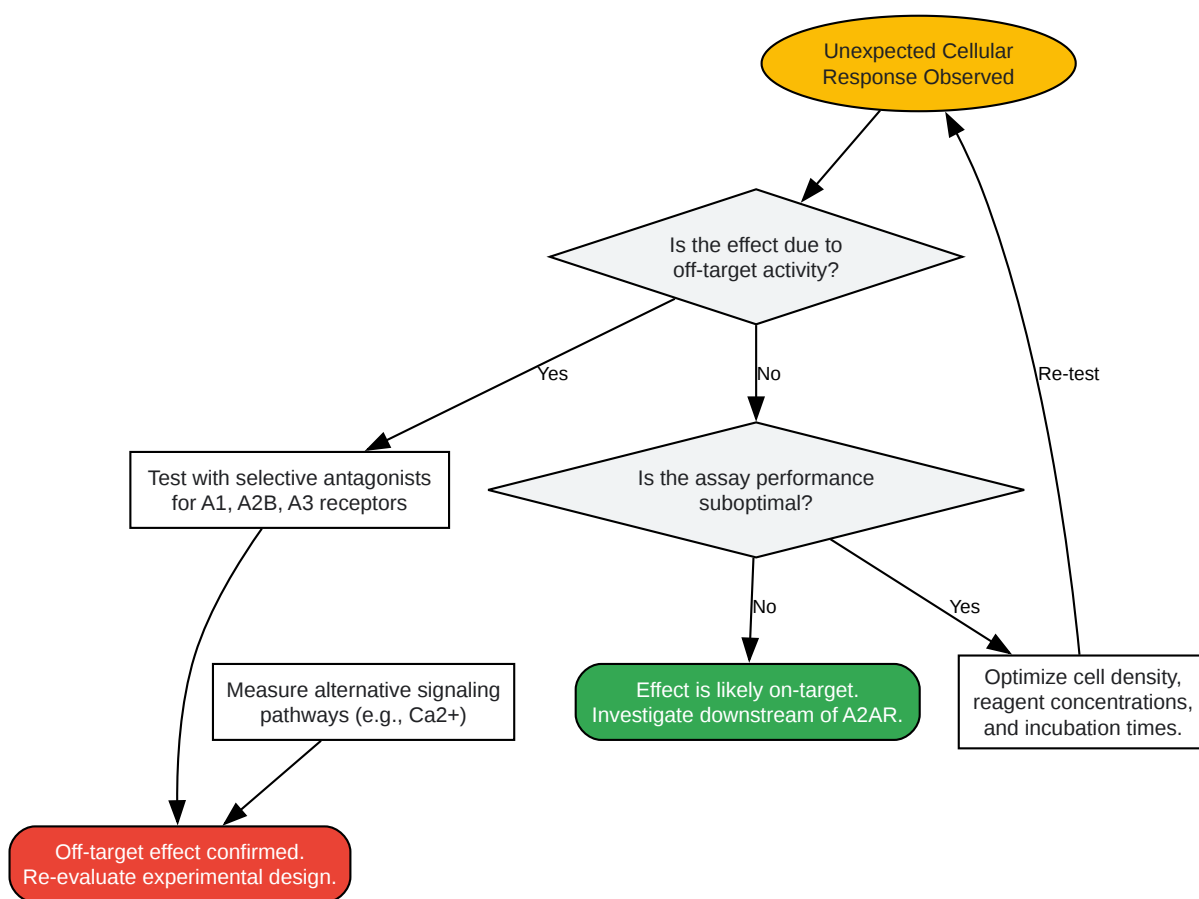 Unexpected Cellular
Response Observed
Is the effect due to
off-target activity?
Yes
No
Re-test
Test with selective antagonists
for A1, A2B, A3 receptors
Is the assay performance
suboptimal?
No
Yes
Measure alternative signaling
pathways (e.g., Ca2+)
Effect is likely on-target.
Investigate downstream of A2AR.
Optimize cell density,
reagent concentrations,
and incubation times.
Off-target effect confirmed.
Re-evaluate experimental design.